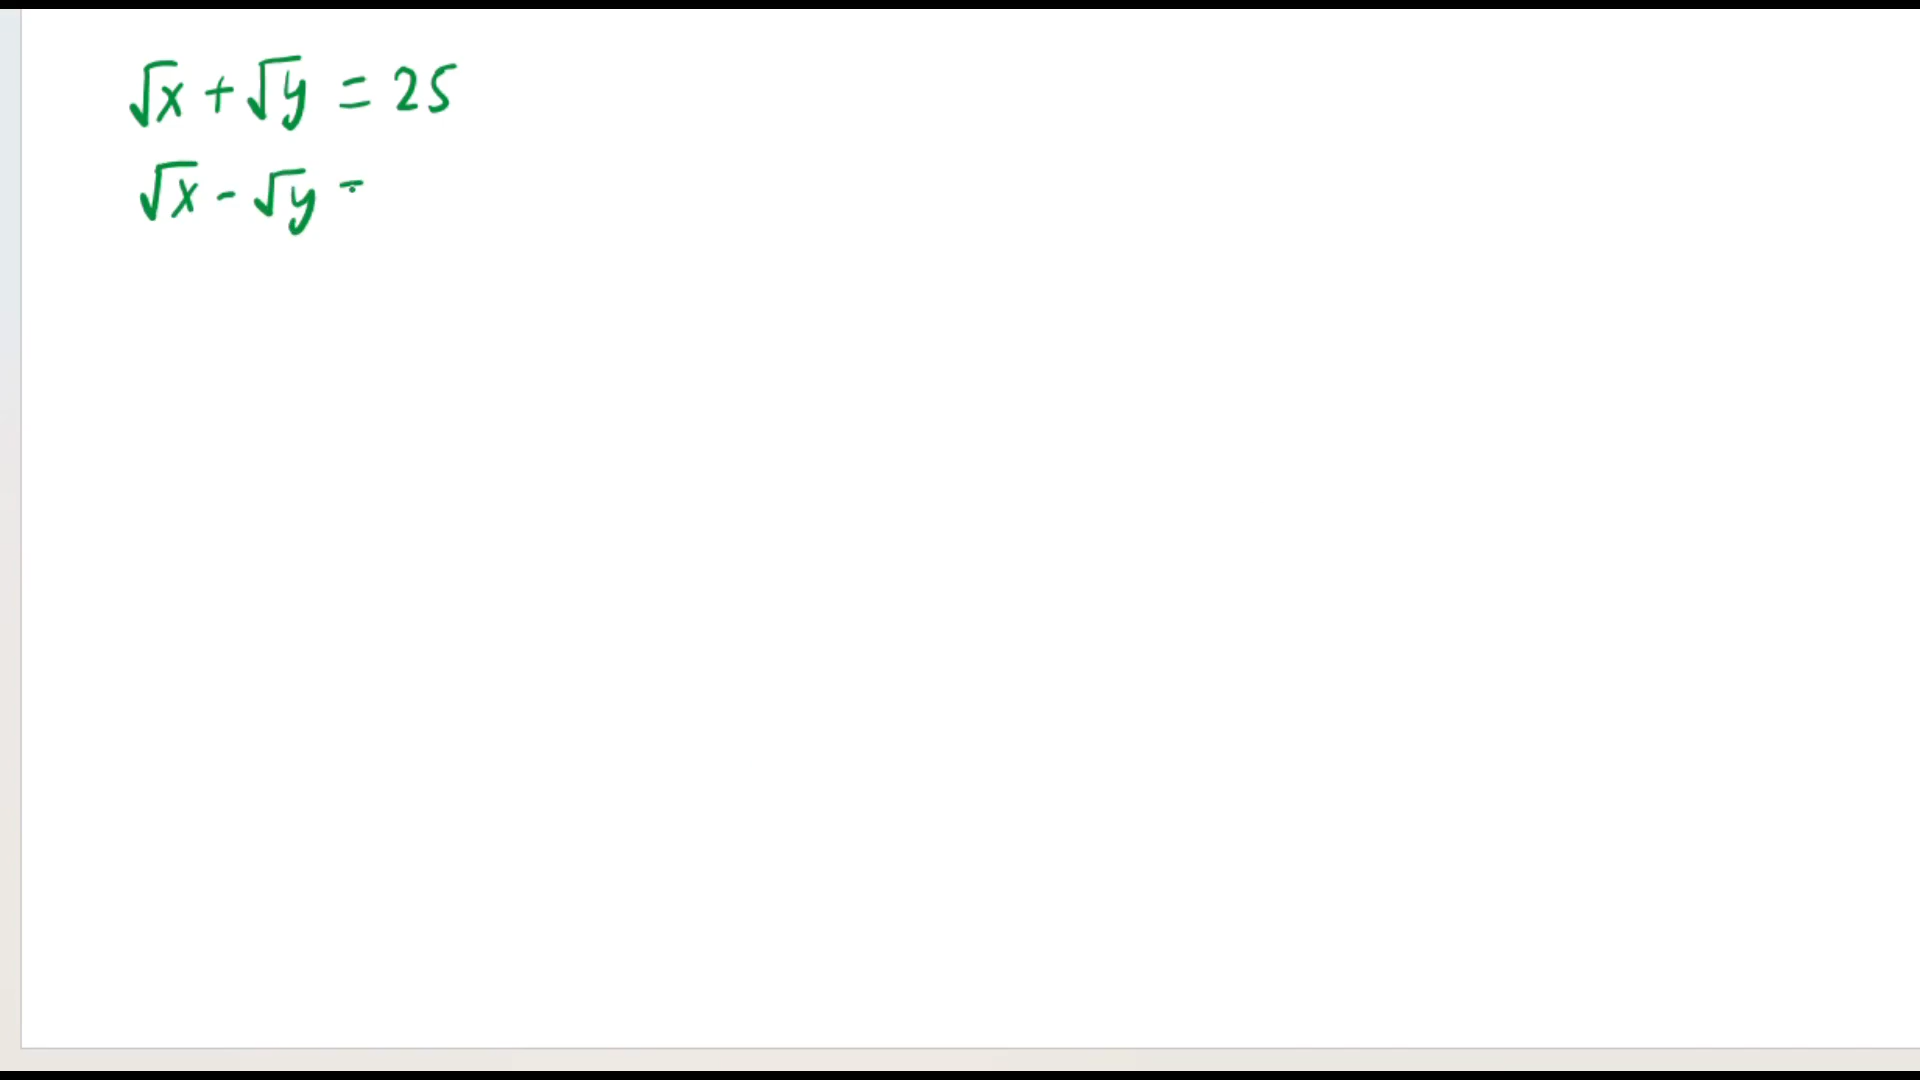 √x + √y = 25
√x - √y =